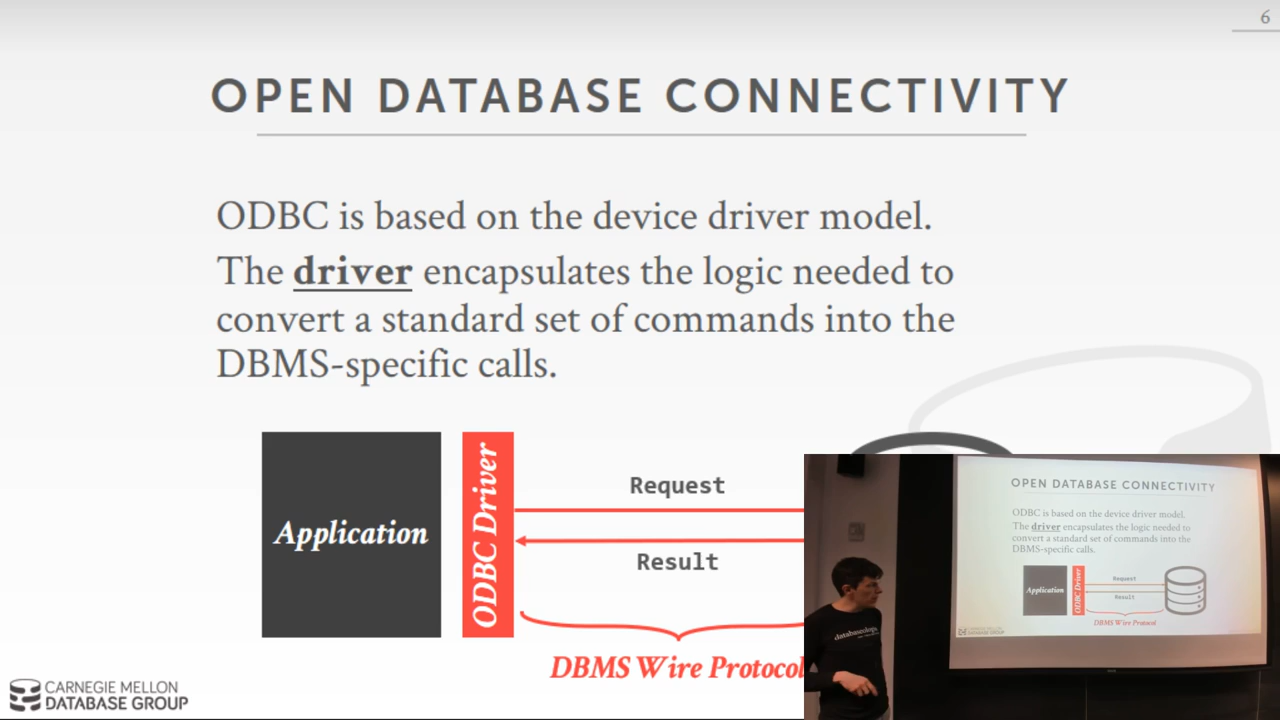 6
OPEN DATABASE CONNECTIVITY
ODBC is based on the device driver model.
The driver encapsulates the logic needed to
convert a standard set of commands into the
DBMS-specific calls.
Application
ODBC Driver
Request
Result
DBMS Wire Protocol
CARNEGIE MELLON
DATABASE GROUP
OPEN DATABASE CONNECTIVITY
ODBC is based on the device driver model.
The driver encapsulates the logic needed to
convert a standard set of commands into the
DBMS-specific calls.
Application
ODBC Driver
Request
Result
DBMS Wire Protocol
CARNEGIE MELLON
DATABASE GROUP